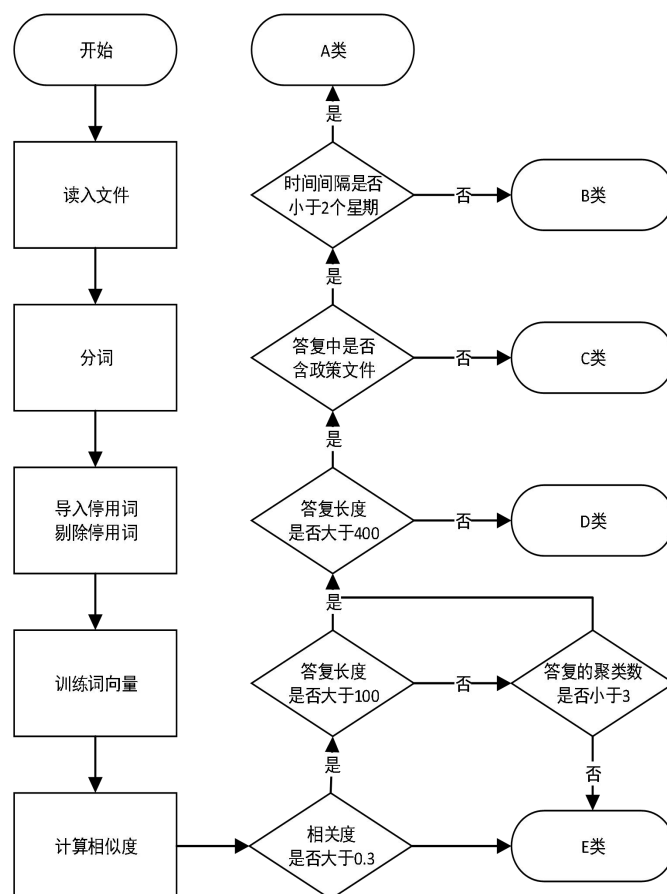 开始
读入文件
分词
导入停用词
剔除停用词
训练词向量
计算相似度
A类
是
时间间隔是否
小于2个星期
否
B类
是
答复中是否
含政策文件
否
C类
是
答复长度
是否大于400
否
D类
是
答复长度
是否大于100
否
答复的聚类数
是否小于3
是
否
相关度
是否大于0.3
E类